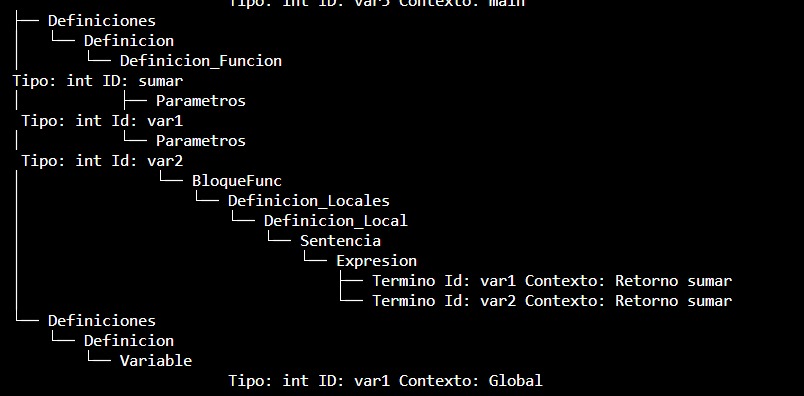 Tipo: int ID: var5 Contexto: main
├── Definiciones
│   └── Definicion
│       └── Definicion_Funcion
Tipo: int ID: sumar
│           ├── Parametros
 Tipo: int Id: var1
│           └── Parametros
 Tipo: int Id: var2
│               └── BloqueFunc
│                   └── Definicion_Locales
│                       └── Definicion_Local
│                           └── Sentencia
│                               └── Expresion
│                                   ├── Termino Id: var1 Contexto: Retorno sumar
│                                   └── Termino Id: var2 Contexto: Retorno sumar
└── Definiciones
    └── Definicion
        └── Variable
                        Tipo: int ID: var1 Contexto: Global